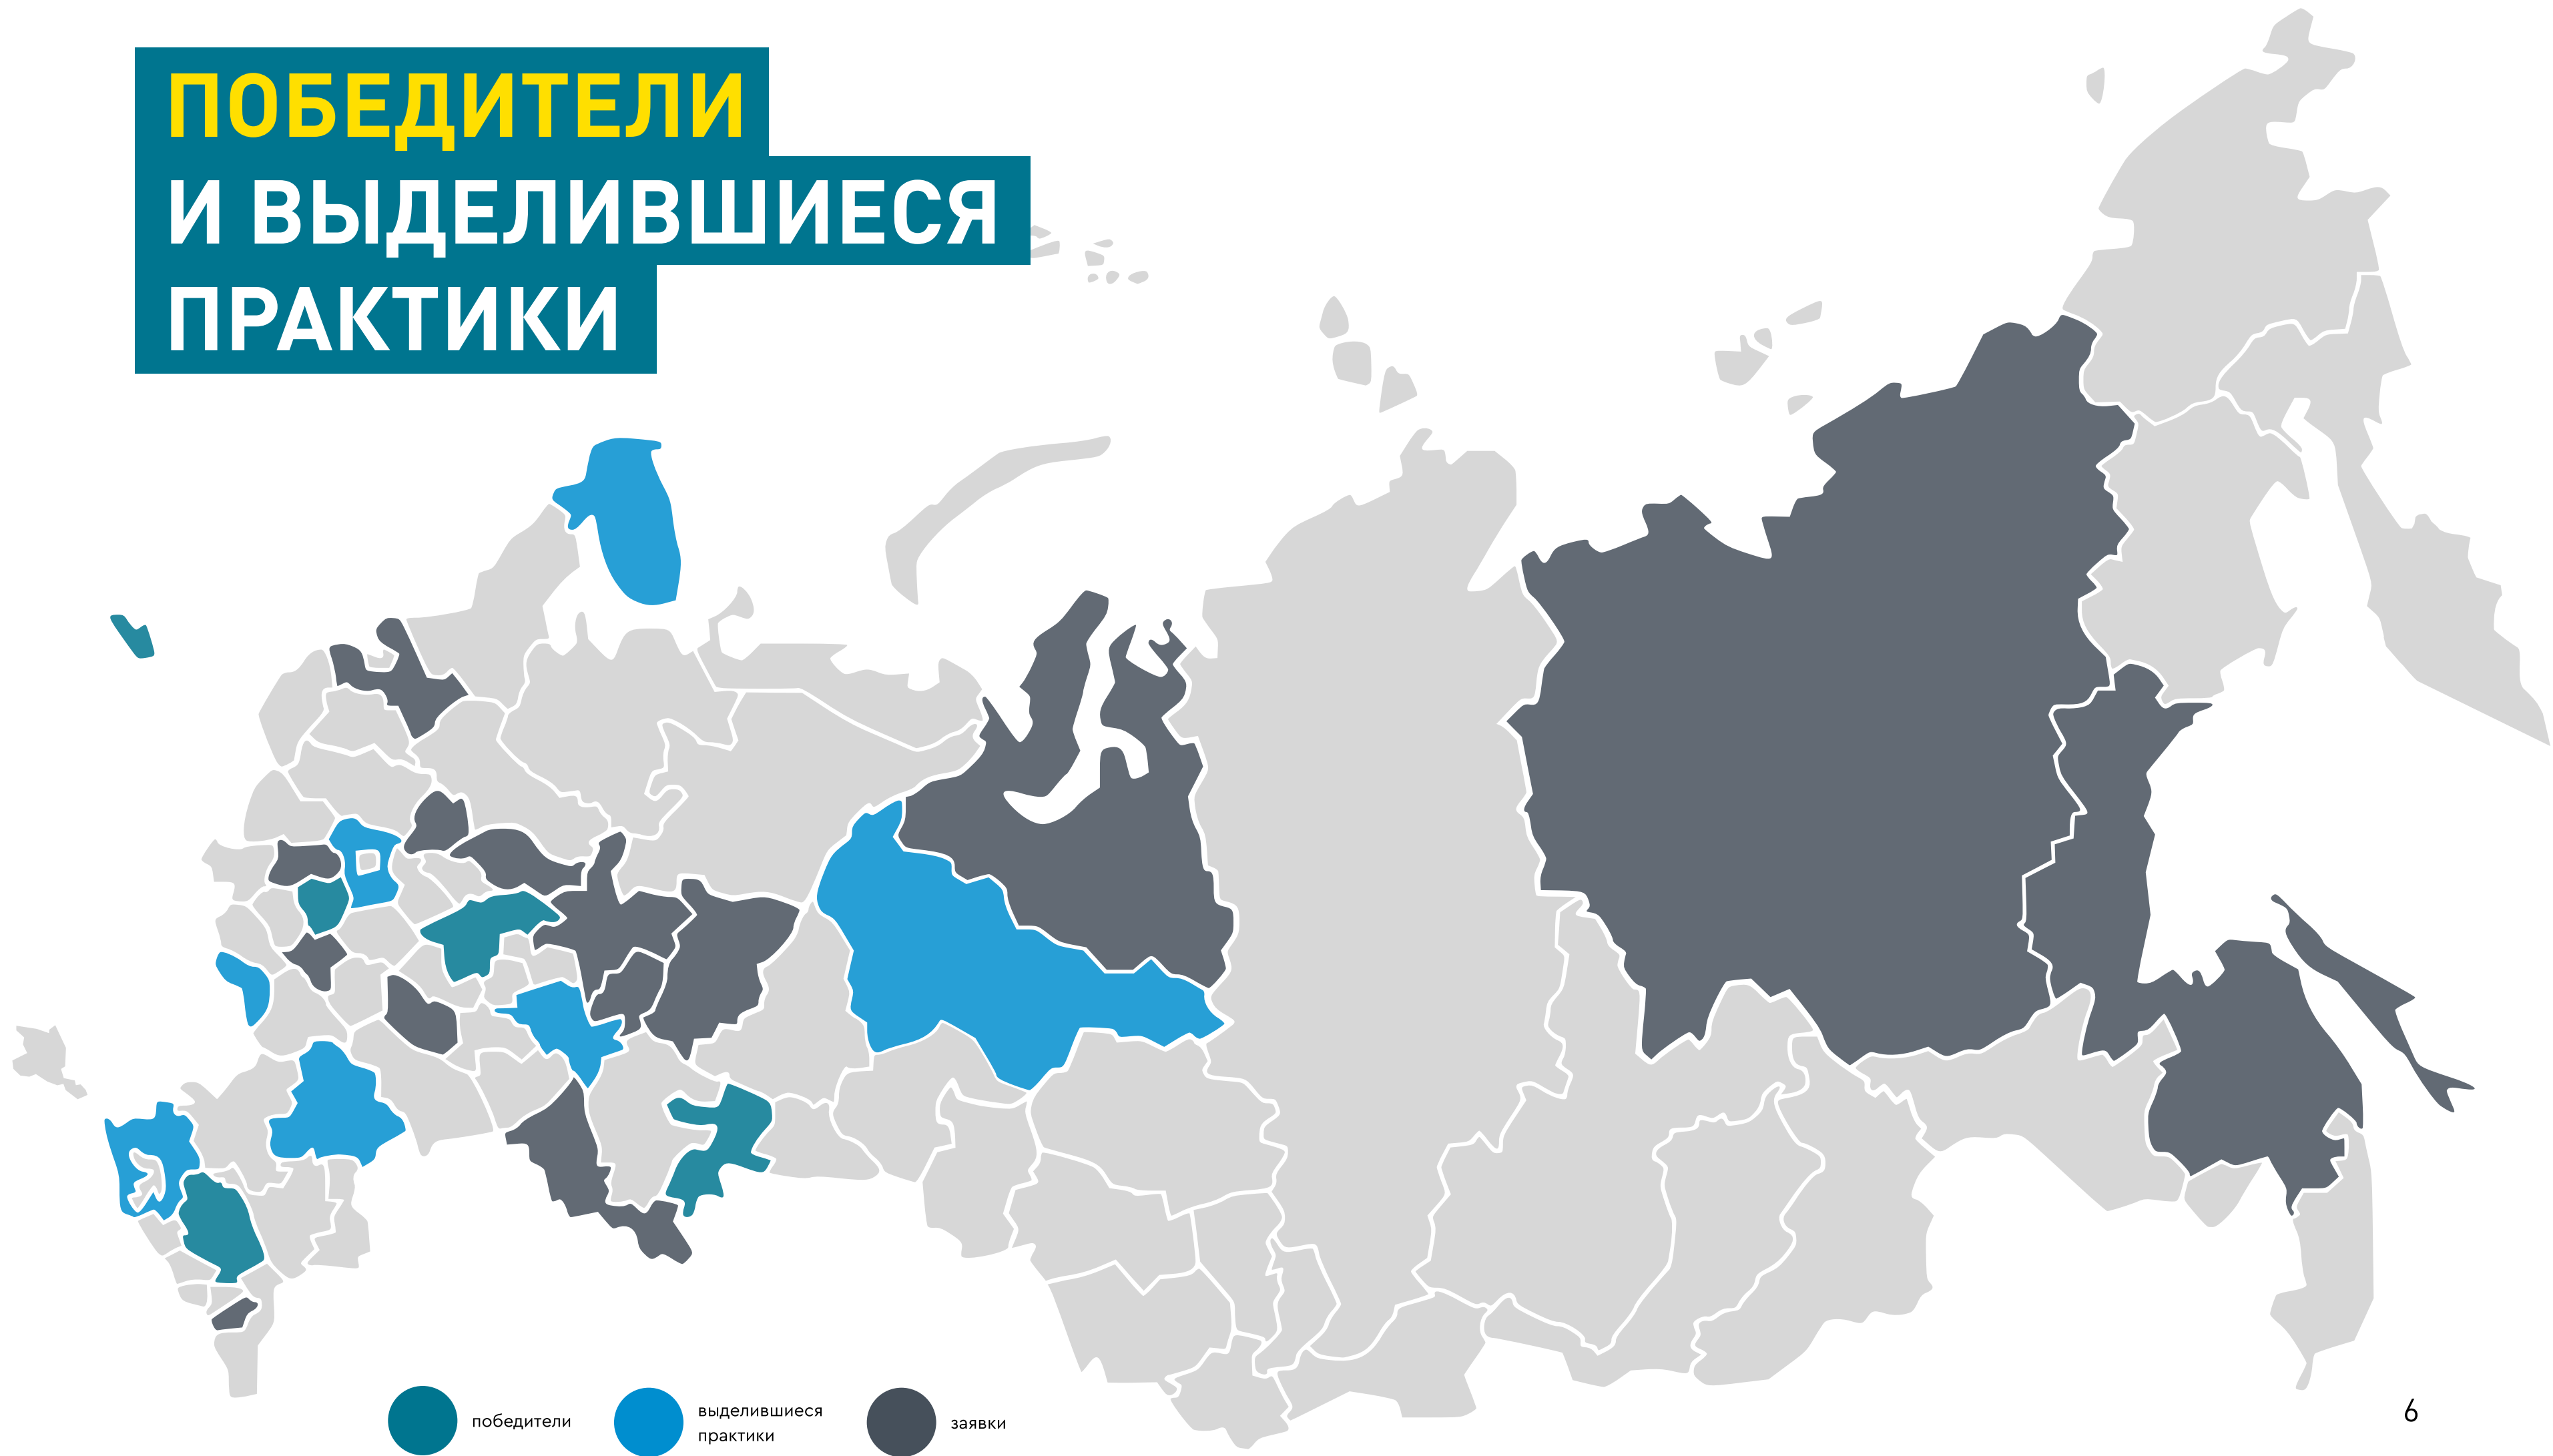 ПОБЕДИТЕЛИ
И ВЫДЕЛИВШИЕСЯ
ПРАКТИКИ
победители
выделившиеся
практики
заявки
6